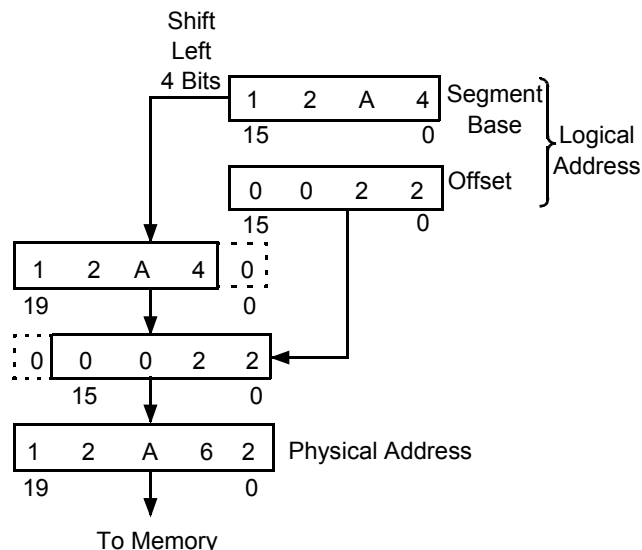 Shift
Left
4 Bits
1 2 A 4
Segment
Base
15 0
Logical
Address
0 0 2 2
Offset
15 0
1 2 A 4 0
19 0
0 0 0 2 2
15 0
1 2 A 6 2
Physical Address
19 0
To Memory